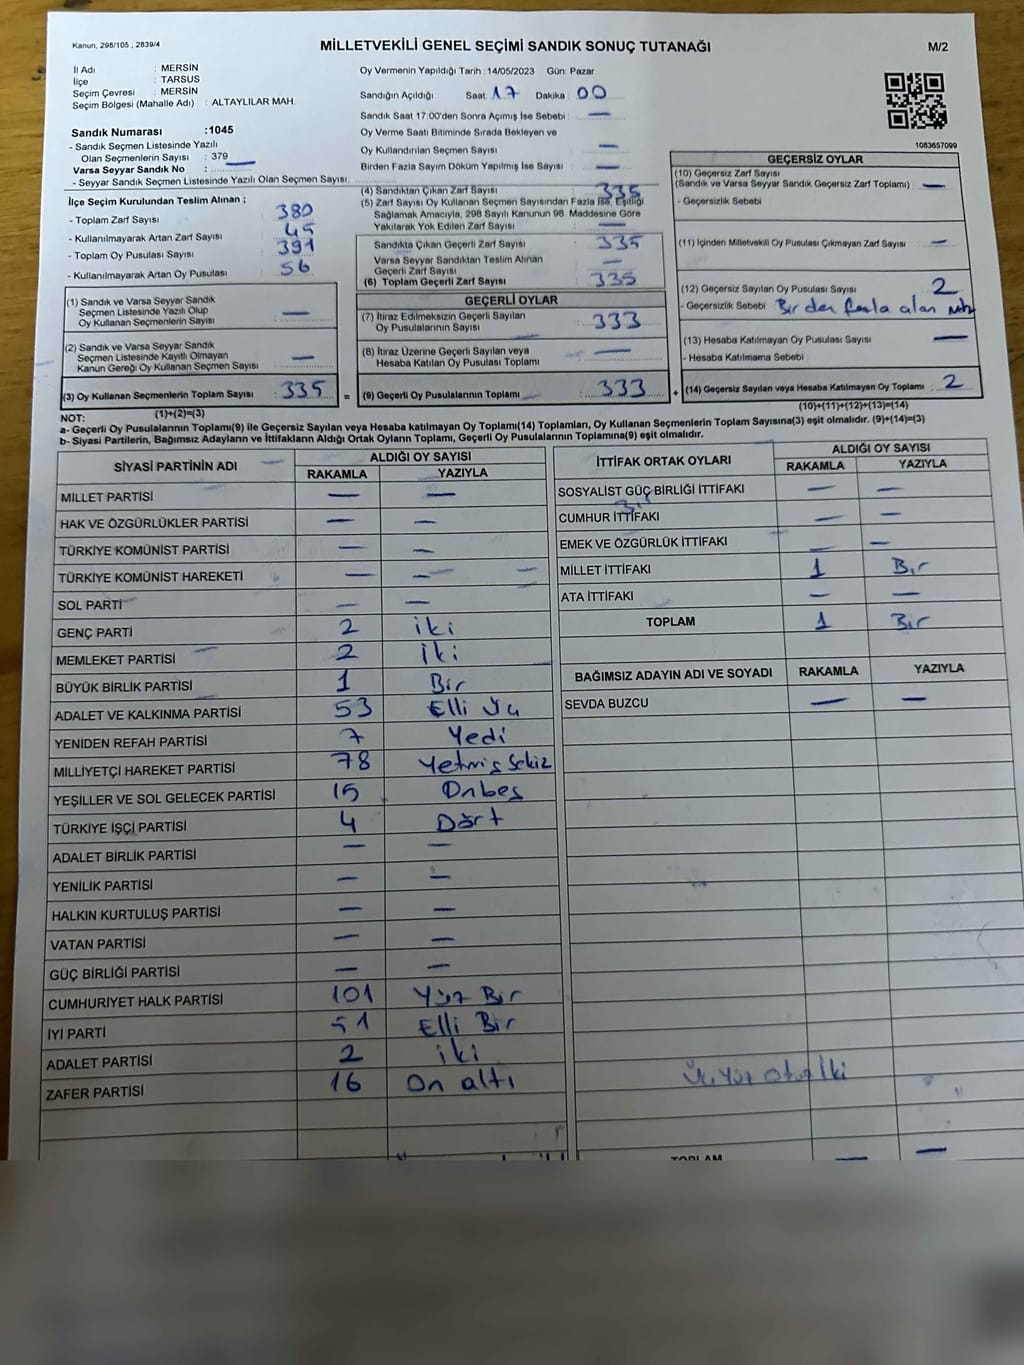 Kanun, 298/105 , 2839/4
MİLLETVEKİLİ GENEL SEÇİMİ SANDIK SONUÇ TUTANAĞI
M/2
İl Adı : MERSİN
İlçe : TARSUS
Seçim Çevresi : MERSİN
Seçim Bölgesi (Mahalle Adı) : ALTAYLILAR MAH.
Oy Vermenin Yapıldığı Tarih :14/05/2023 Gün: Pazar
Sandığın Açıldığı Saat: 17 Dakika 00
Sandık Saat 17:00'den Sonra Açımış İse Sebebi : —
Oy Verme Saati Bitiminde Sırada Bekleyen ve
Oy Kullandırılan Seçmen Sayısı —
Birden Fazla Sayım Döküm Yapılmış İse Sayısı : —
1083657099
Sandık Numarası :1045
- Sandık Seçmen Listesinde Yazılı
Olan Seçmenlerin Sayısı : 379
Varsa Seyyar Sandık No : —
- Seyyar Sandık Seçmen Listesinde Yazılı Olan Seçmen Sayısı:
İlçe Seçim Kurulundan Teslim Alınan ;
- Toplam Zarf Sayısı : 380
- Kullanılmayarak Artan Zarf Sayısı : 45
- Toplam Oy Pusulası Sayısı : 391
- Kullanılmayarak Artan Oy Pusulası : 56
(1) Sandık ve Varsa Seyyar Sandık
Seçmen Listesinde Yazılı Olup
Oy Kullanan Seçmenlerin Sayısı : —
(2) Sandık ve Varsa Seyyar Sandık
Seçmen Listesinde Kayıtlı Olmayan
Kanun Gereği Oy Kullanan Seçmen Sayısı : —
(3) Oy Kullanan Seçmenlerin Toplam Sayısı : 335 =
(1)+(2)=(3)
(4) Sandıktan Çıkan Zarf Sayısı : 335
(5) Zarf Sayısı Oy Kullanan Seçmen Sayısından Fazla İse, Eşitliği
Sağlamak Amacıyla, 298 Sayılı Kanunun 98. Maddesine Göre
Yakılarak Yok Edilen Zarf Sayısı : —
Sandıkta Çıkan Geçerli Zarf Sayısı : 335
Varsa Seyyar Sandıktan Teslim Alınan
Geçerli Zarf Sayısı : —
(6) Toplam Geçerli Zarf Sayısı : 335
GEÇERLİ OYLAR
(7) İtiraz Edilmeksizin Geçerli Sayılan
Oy Pusulalarının Sayısı : 333
(8) İtiraz Üzerine Geçerli Sayılan veya
Hesaba Katılan Oy Pusulası Toplamı : —
(9) Geçerli Oy Pusulalarının Toplamı : 333 +
GEÇERSİZ OYLAR
(10) Geçersiz Zarf Sayısı
(Sandık ve Varsa Seyyar Sandık Geçersiz Zarf Toplamı) : —
- Geçersizlik Sebebi :
(11) İçinden Milletvekili Oy Pusulası Çıkmayan Zarf Sayısı : —
(12) Geçersiz Sayılan Oy Pusulası Sayısı : 2
- Geçersizlik Sebebi : Birden fazla alan
(13) Hesaba Katılmayan Oy Pusulası Sayısı : —
- Hesaba Katılmama Sebebi :
(14) Geçersiz Sayılan veya Hesaba Katılmayan Oy Toplamı : 2
(10)+(11)+(12)+(13)=(14)
NOT:
a- Geçerli Oy Pusulalarının Toplamı(9) ile Geçersiz Sayılan veya Hesaba katılmayan Oy Toplamı(14) Toplamları, Oy Kullanan Seçmenlerin Toplam Sayısına(3) eşit olmalıdır. (9)+(14)=(3)
b- Siyasi Partilerin, Bağımsız Adayların ve İttifakların Aldığı Ortak Oyların Toplamı, Geçerli Oy Pusulalarının Toplamına(9) eşit olmalıdır.
SİYASİ PARTİNİN ADI
ALDIĞI OY SAYISI
RAKAMLA YAZIYLA
MİLLET PARTİSİ — —
HAK VE ÖZGÜRLÜKLER PARTİSİ — —
TÜRKİYE KOMÜNİST PARTİSİ — —
TÜRKİYE KOMÜNİST HAREKETİ — —
SOL PARTİ — —
GENÇ PARTİ 2 iki
MEMLEKET PARTİSİ 2 iki
BÜYÜK BİRLİK PARTİSİ 1 Bir
ADALET VE KALKINMA PARTİSİ 53 Elli Üç
YENİDEN REFAH PARTİSİ 7 Yedi
MİLLİYETÇİ HAREKET PARTİSİ 78 Yetmiş Sekiz
YEŞİLLER VE SOL GELECEK PARTİSİ 15 Onbeş
TÜRKİYE İŞÇİ PARTİSİ 4 Dört
ADALET BİRLİK PARTİSİ — —
YENİLİK PARTİSİ — —
HALKIN KURTULUŞ PARTİSİ — —
VATAN PARTİSİ — —
GÜÇ BİRLİĞİ PARTİSİ — —
CUMHURİYET HALK PARTİSİ 101 Yüz Bir
İYİ PARTİ 51 Elli Bir
ADALET PARTİSİ 2 iki
ZAFER PARTİSİ 16 On altı
İTTİFAK ORTAK OYLARI
ALDIĞI OY SAYISI
RAKAMLA YAZIYLA
SOSYALİST GÜÇ BİRLİĞİ İTTİFAKI — —
CUMHUR İTTİFAKI — —
EMEK VE ÖZGÜRLÜK İTTİFAKI — —
MİLLET İTTİFAKI 1 Bir
ATA İTTİFAKI — —
TOPLAM 1 Bir
BAĞIMSIZ ADAYIN ADI VE SOYADI RAKAMLA YAZIYLA
SEVDA BUZCU — —
Üç Yüz Otuz İki
TOPLAM — —